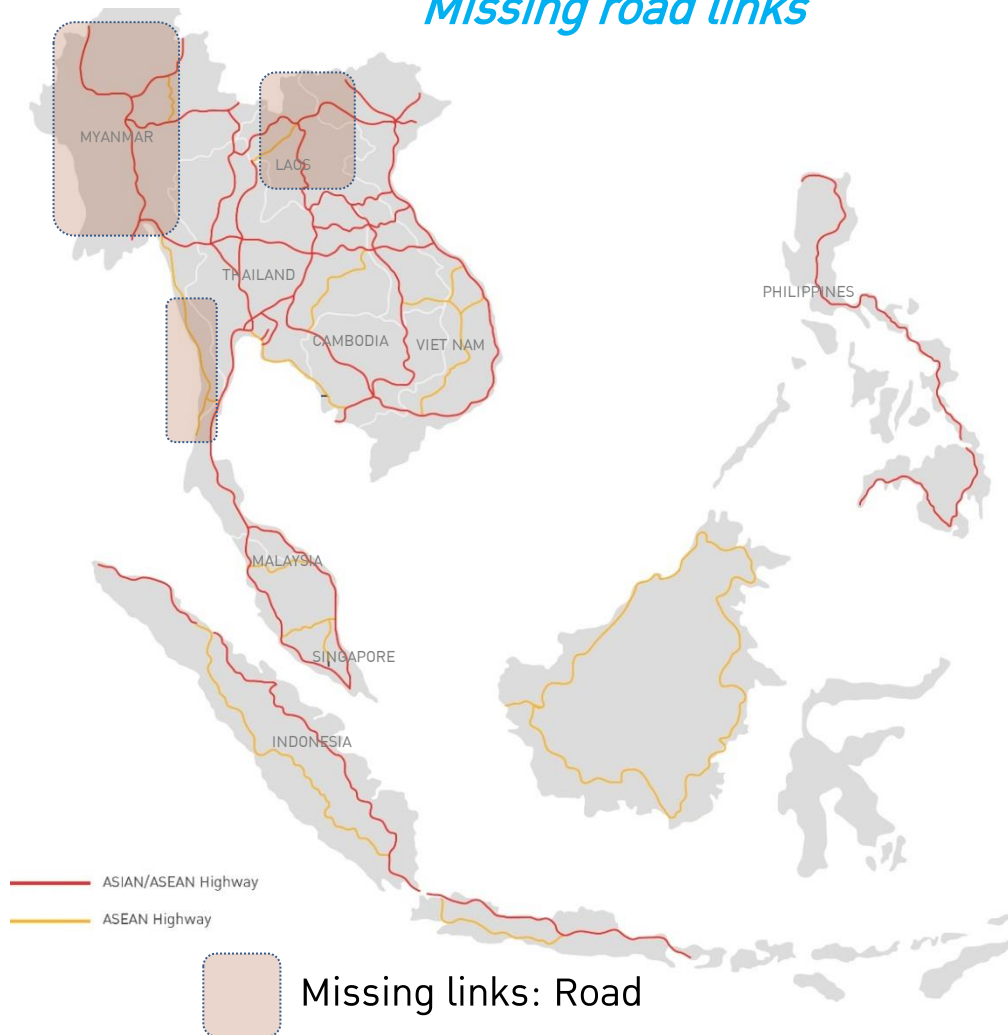 Missing road links
MYANMAR
LAOS
THAILAND
PHILIPPINES
CAMBODIA
VIET NAM
MALAYSIA
SINGAPORE
INDONESIA
ASIAN/ASEAN Highway
ASEAN Highway
Missing links: Road